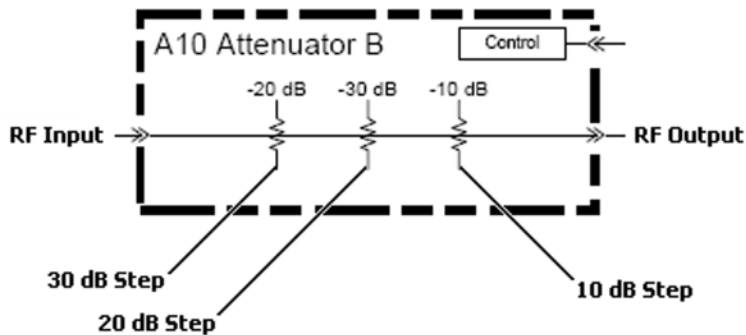 A10 Attenuator B
Control
-20 dB -30 dB -10 dB
RF Input
RF Output
30 dB Step
10 dB Step
20 dB Step